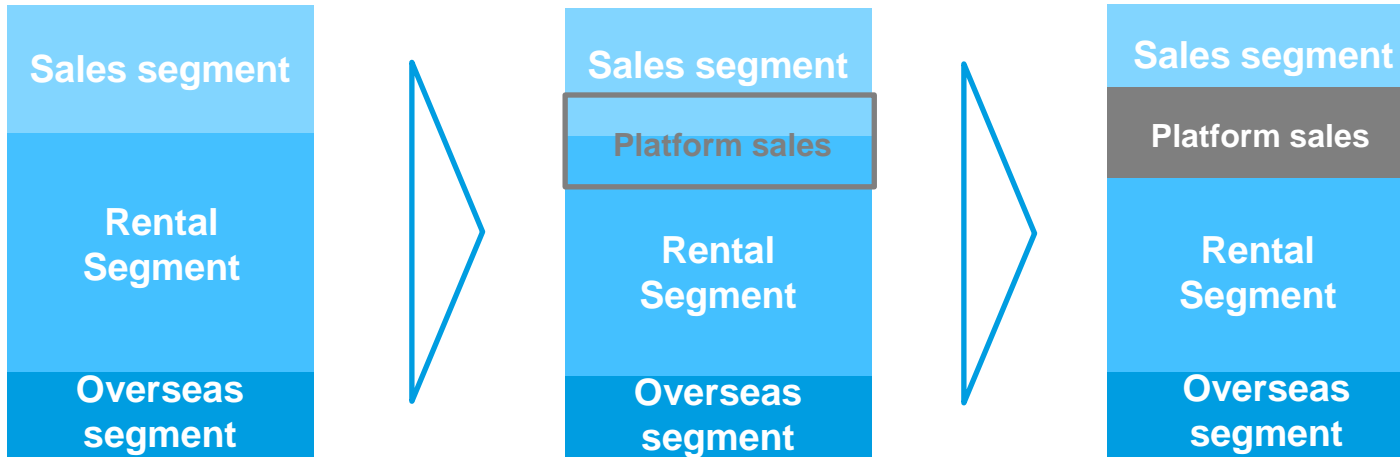 Sales segment
Rental
Segment
Overseas
segment
Sales segment
Platform sales
Rental
Segment
Overseas
segment
Sales segment
Platform sales
Rental
Segment
Overseas
segment